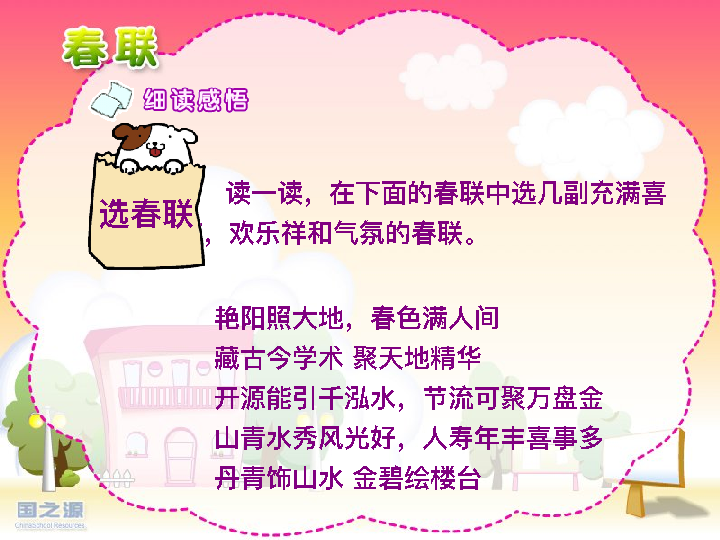 春联
细读感悟
选春联
读一读，在下面的春联中选几副充满喜
，欢乐祥和气氛的春联。
艳阳照大地，春色满人间
藏古今学术 聚天地精华
开源能引千泓水，节流可聚万盘金
山青水秀风光好，人寿年丰喜事多
丹青饰山水 金碧绘楼台
国之源
ChinaSchool Resources